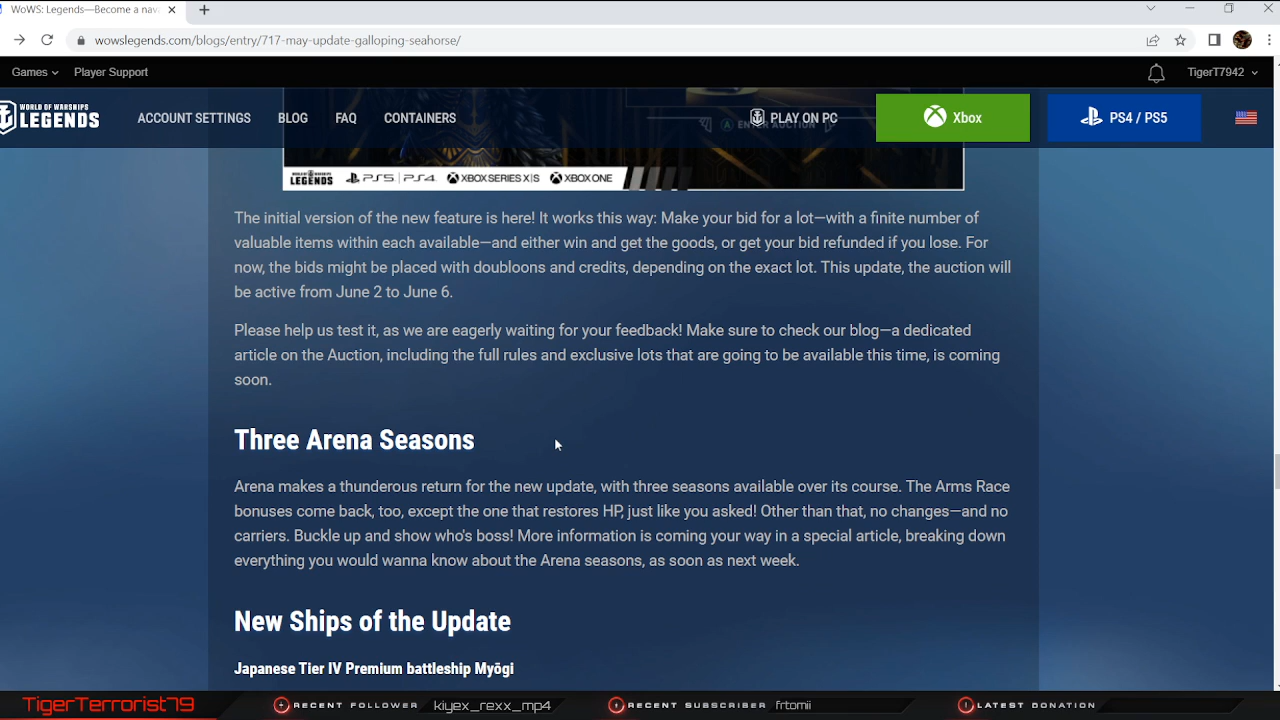 WoWS: Legends—Become a nav
wowslegends.com/blogs/entry/717-may-update-galloping-seahorse/
Games Player Support TigerT7942
WORLD OF WARSHIPS
LEGENDS
ACCOUNT SETTINGS BLOG FAQ CONTAINERS PLAY ON PC Xbox PS4 / PS5
A ENTER AUCTION
WORLD OF WARSHIPS LEGENDS PS5 | PS4 XBOX SERIES X|S XBOX ONE
The initial version of the new feature is here! It works this way: Make your bid for a lot—with a finite number of
valuable items within each available—and either win and get the goods, or get your bid refunded if you lose. For
now, the bids might be placed with doubloons and credits, depending on the exact lot. This update, the auction will
be active from June 2 to June 6.
Please help us test it, as we are eagerly waiting for your feedback! Make sure to check our blog—a dedicated
article on the Auction, including the full rules and exclusive lots that are going to be available this time, is coming
soon.
Three Arena Seasons
Arena makes a thunderous return for the new update, with three seasons available over its course. The Arms Race
bonuses come back, too, except the one that restores HP, just like you asked! Other than that, no changes—and no
carriers. Buckle up and show who's boss! More information is coming your way in a special article, breaking down
everything you would wanna know about the Arena seasons, as soon as next week.
New Ships of the Update
Japanese Tier IV Premium battleship Myōgi
TigerTerrorist79 RECENT FOLLOWER kiyex_rexx_mp4 RECENT SUBSCRIBER frtomii LATEST DONATION